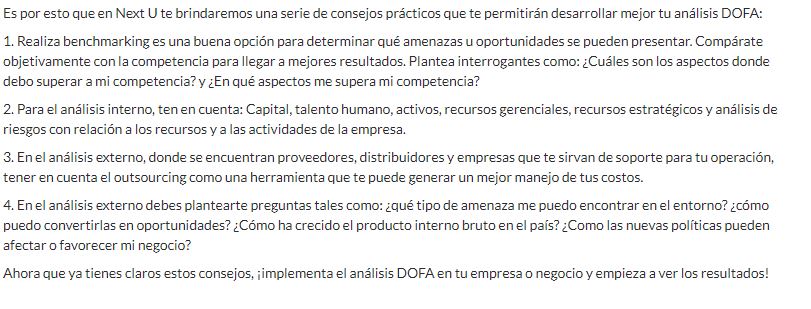 Es por esto que en Next U te brindaremos una serie de consejos prácticos que te permitirán desarrollar mejor tu análisis DOFA:
1. Realiza benchmarking es una buena opción para determinar qué amenazas u oportunidades se pueden presentar. Compárate
objetivamente con la competencia para llegar a mejores resultados. Plantea interrogantes como: ¿Cuáles son los aspectos donde
debo superar a mi competencia? y ¿En qué aspectos me supera mi competencia?
2. Para el análisis interno, ten en cuenta: Capital, talento humano, activos, recursos gerenciales, recursos estratégicos y análisis de
riesgos con relación a los recursos y a las actividades de la empresa.
3. En el análisis externo, donde se encuentran proveedores, distribuidores y empresas que te sirvan de soporte para tu operación,
tener en cuenta el outsourcing como una herramienta que te puede generar un mejor manejo de tus costos.
4. En el análisis externo debes plantearte preguntas tales como: ¿qué tipo de amenaza me puedo encontrar en el entorno? ¿cómo
puedo convertirlas en oportunidades? ¿Cómo ha crecido el producto interno bruto en el país? ¿Como las nuevas políticas pueden
afectar o favorecer mi negocio?
Ahora que ya tienes claros estos consejos, ¡implementa el análisis DOFA en tu empresa o negocio y empieza a ver los resultados!